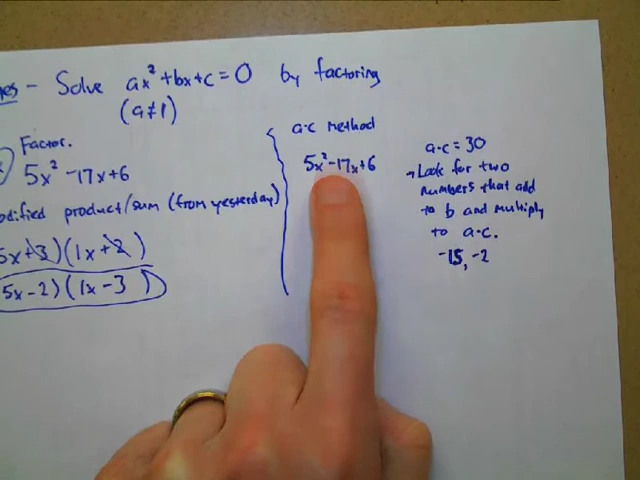 - Solve ax² + bx + c = 0 by factoring
(a≠1)
Factor.
5x² - 17x + 6
product/sum (from yesterday)
5x + 3)(1x + 2)
5x - 2)(1x - 3)
a·c method
5x² - 17x + 6
a·c = 30
Look for two
numbers that add
to b and multiply
to a·c.
-15, -2